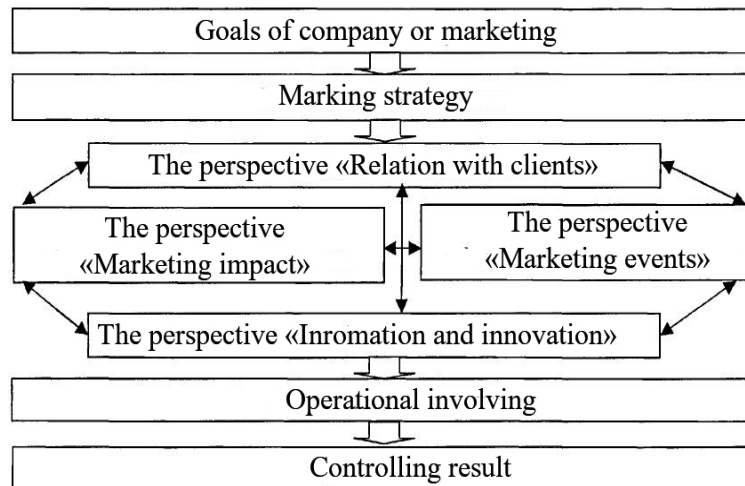 Goals of company or marketing
Marking strategy
The perspective «Relation with clients»
The perspective
«Marketing impact»
The perspective
«Marketing events»
The perspective «Inromation and innovation»
Operational involving
Controlling result